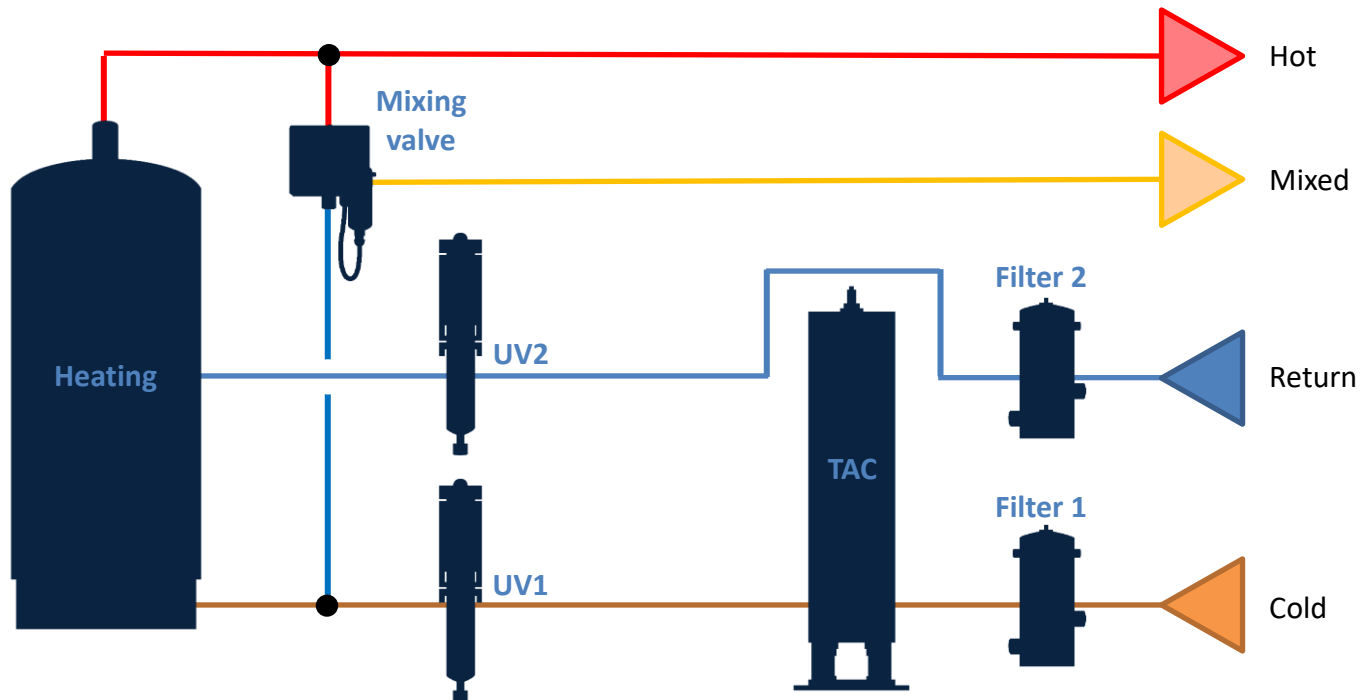 Hot
Mixing
valve
Mixed
Filter 2
UV2
Heating
Return
TAC
Filter 1
UV1
Cold